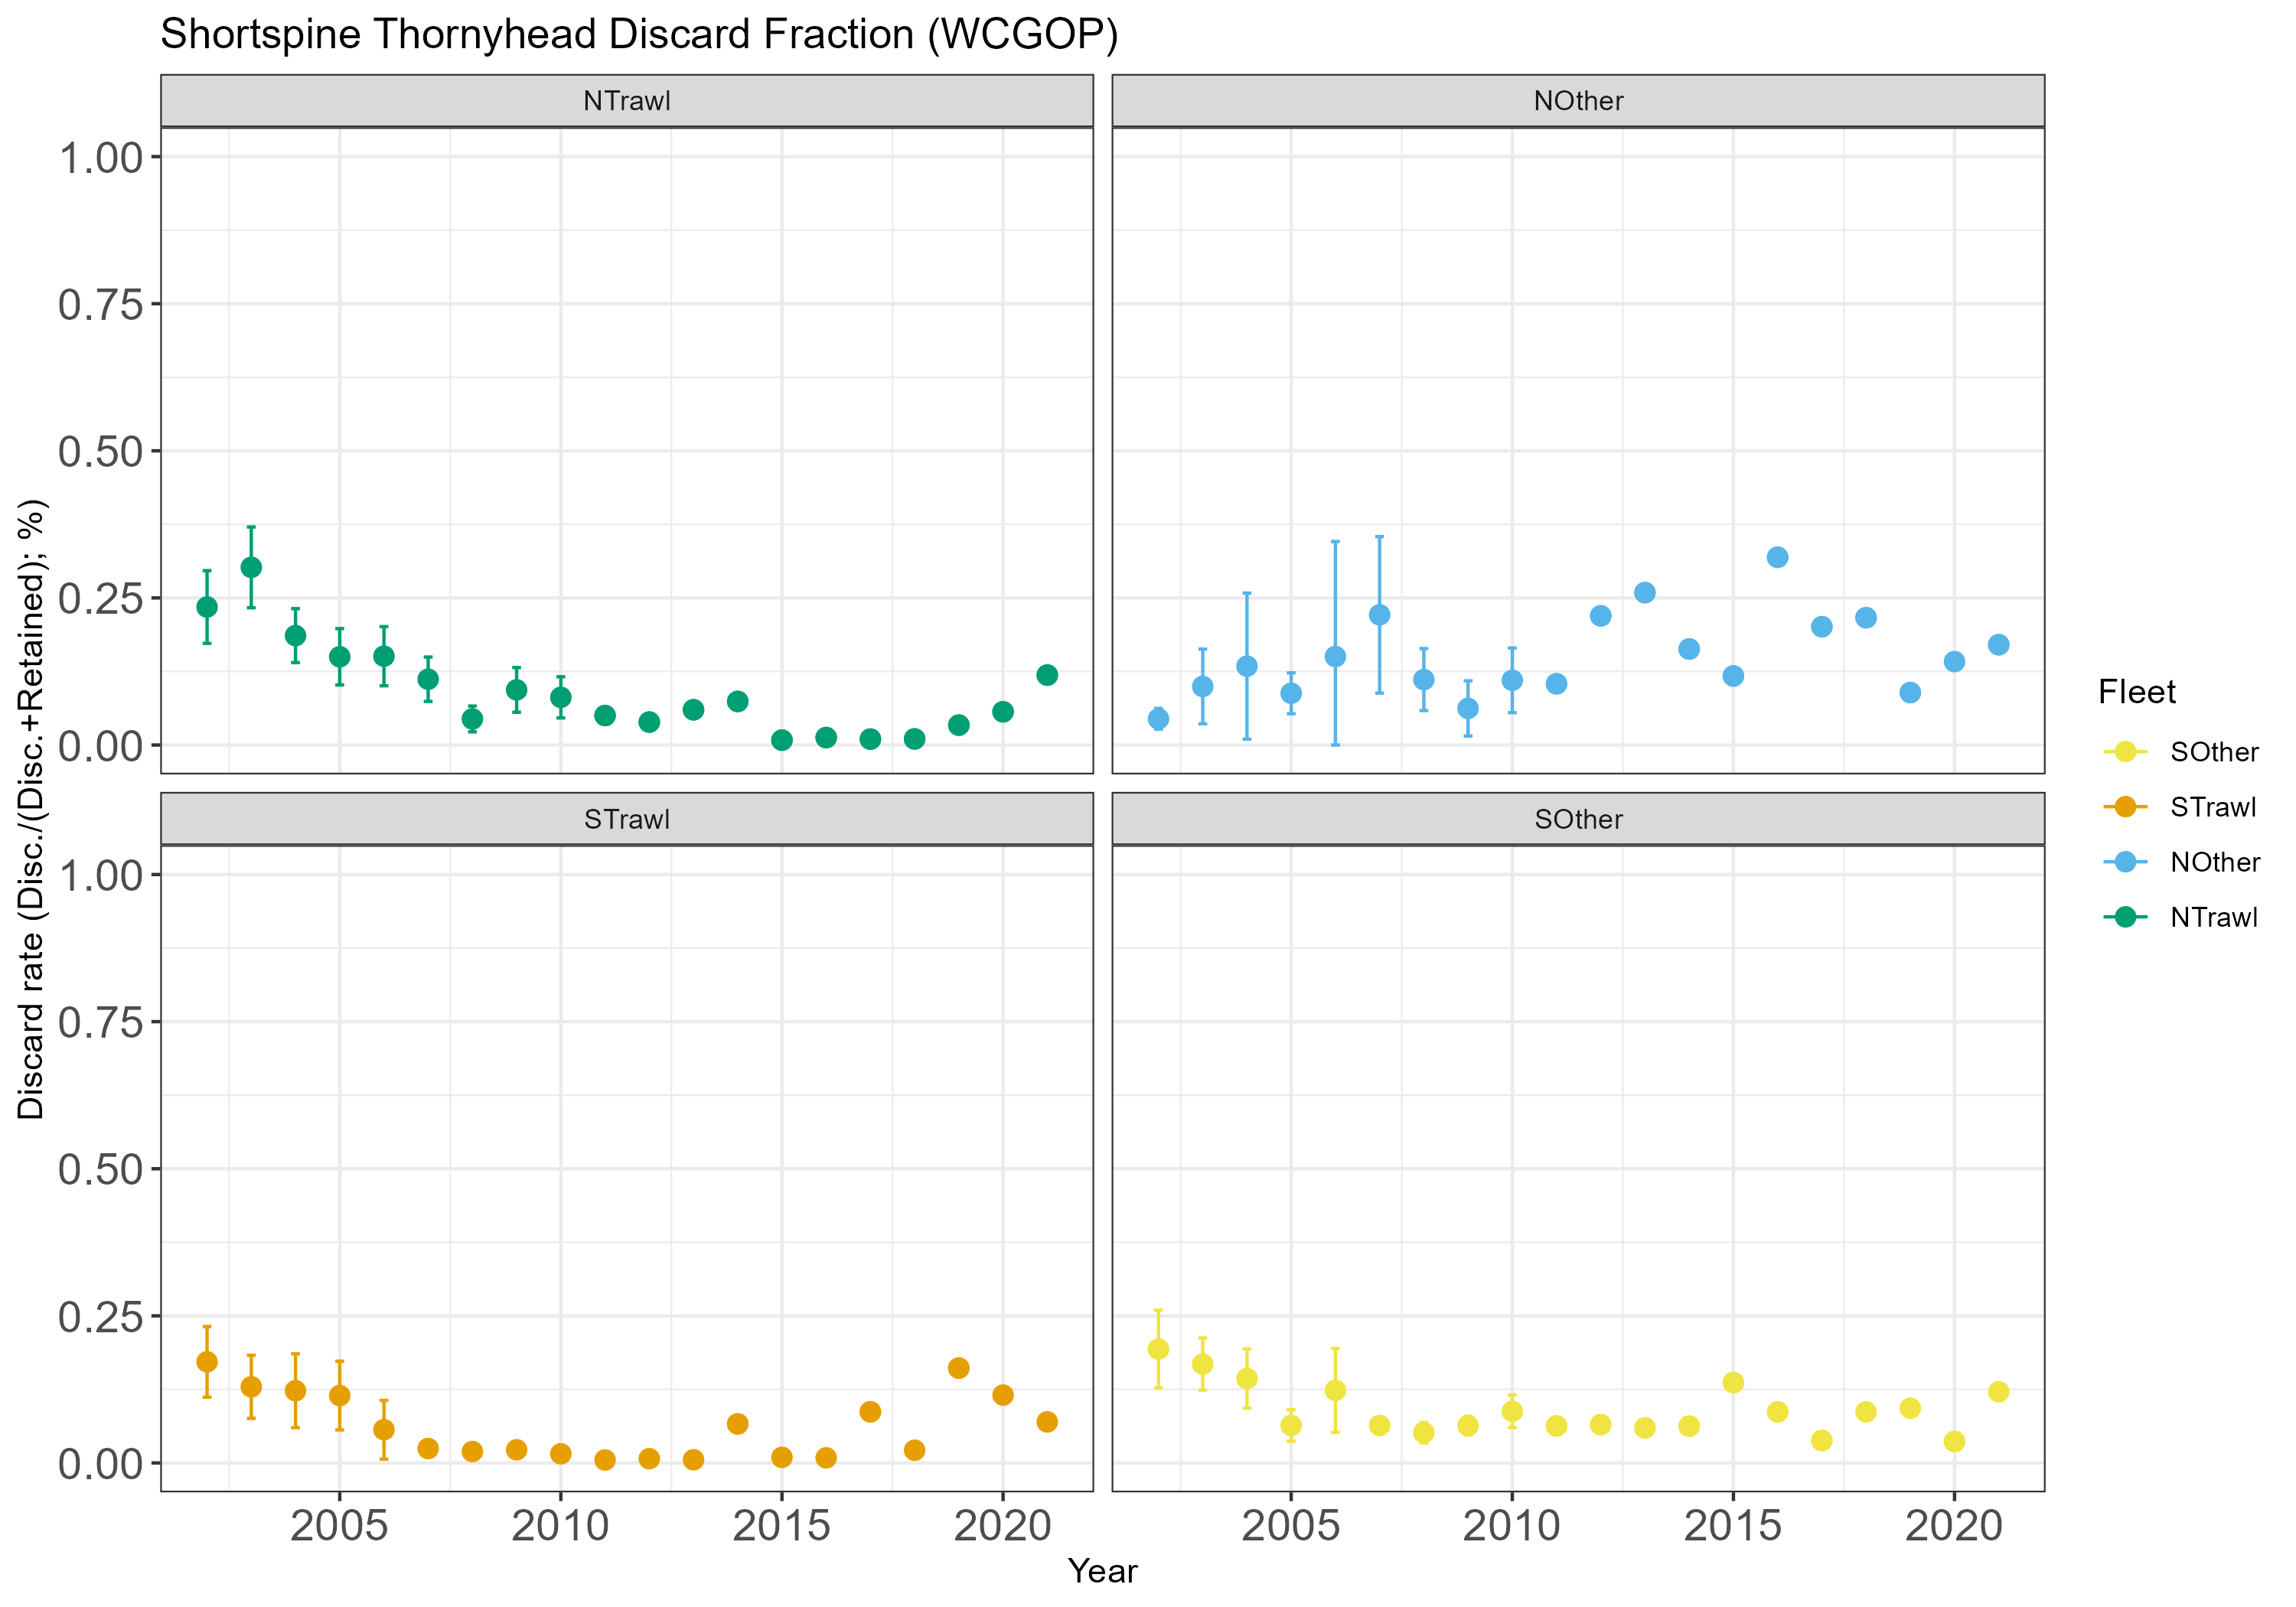 Shortspine Thornyhead Discard Fraction (WCGOP)
NTrawl
NOther
1.00
0.75
0.50
0.25
0.00
STrawl
SOther
1.00
0.75
0.50
0.25
0.00
2005
2010
2015
2020
2005
2010
2015
2020
Year
Discard rate (Disc./(Disc.+Retained); %)
Fleet
SOther
STrawl
NOther
NTrawl